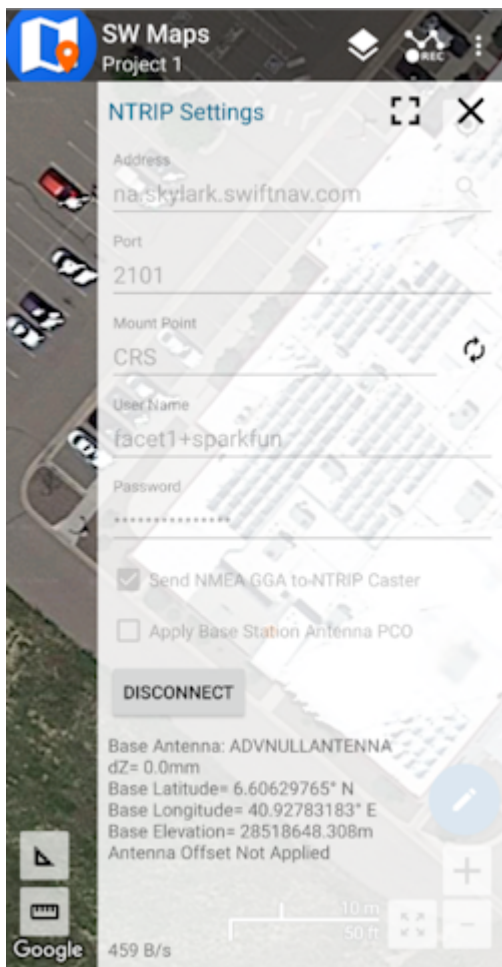 SW Maps
Project 1
REC
NTRIP Settings
Address
na.skylark.swiftnav.com
Port
2101
Mount Point
CRS
User Name
facet1+sparkfun
Password
•••••••••••••••
Send NMEA GGA to NTRIP Caster
Apply Base Station Antenna PCO
DISCONNECT
Base Antenna: ADVNULLANTENNA
dZ= 0.0mm
Base Latitude= 6.60629765° N
Base Longitude= 40.92783183° E
Base Elevation= 28518648.308m
Antenna Offset Not Applied
10 m
50 ft
Google
459 B/s